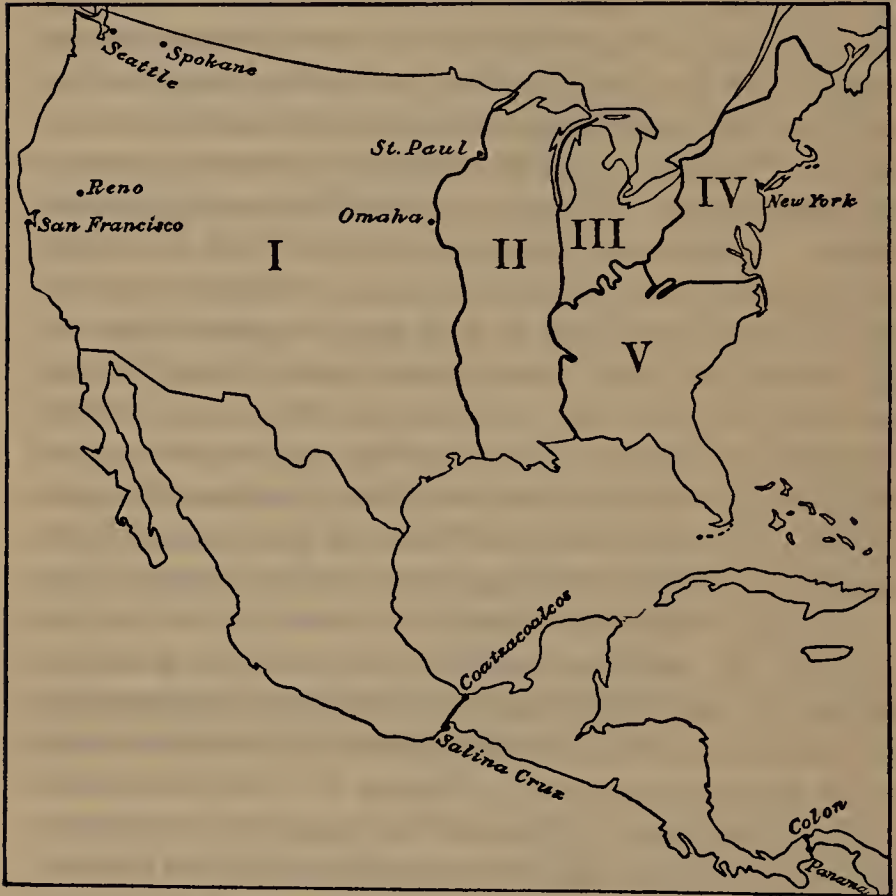 Seattle
Spokane
St. Paul
Reno
IV
New York
Omaha
San Francisco
III
I
II
V
Coatzacoalcos
Salina Cruz
Colon
Panama